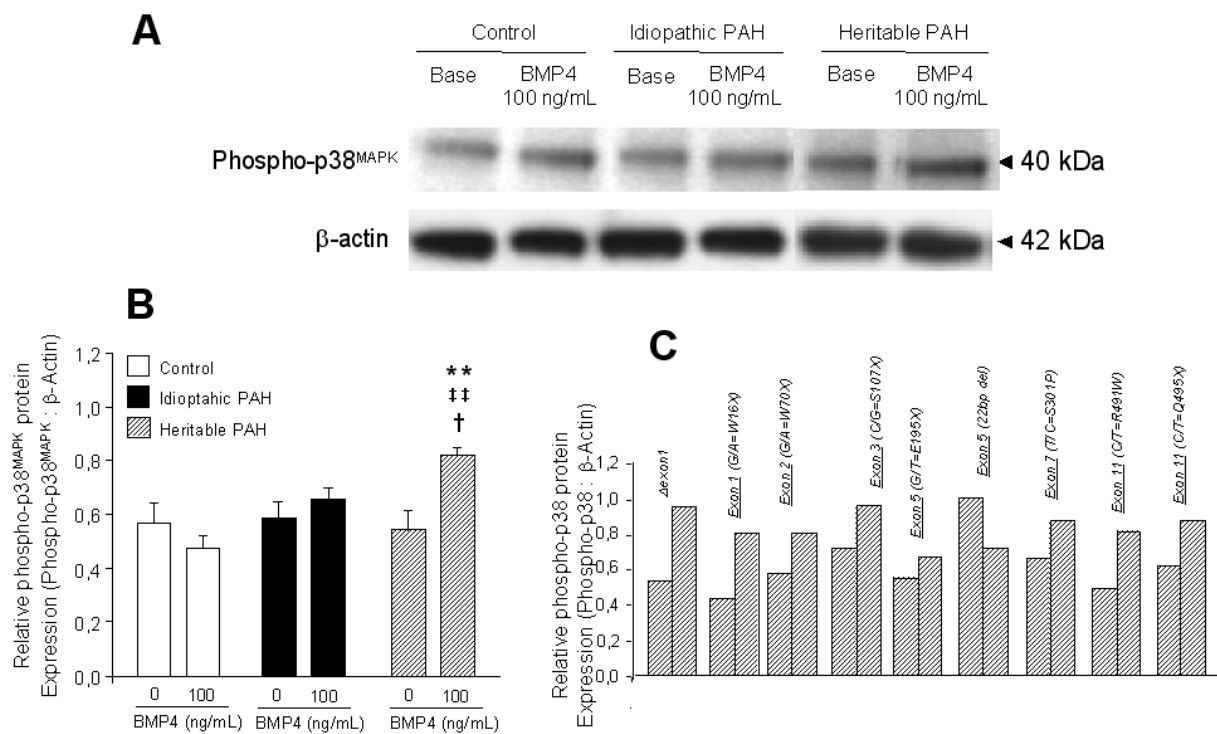 A
Control Idiopathic PAH Heritable PAH
Base BMP4 100 ng/mL Base BMP4 100 ng/mL Base BMP4 100 ng/mL
Phospho-p38MAPK ◄ 40 kDa
β-actin ◄ 42 kDa
B
Relative phospho-p38MAPK protein
Expression (Phospho-p38MAPK : β-Actin)
1,2
1,0
0,8
0,6
0,4
0,2
0,0
Control
Idioptahic PAH
Heritable PAH
**
‡‡
†
0 100 0 100 0 100
BMP4 (ng/mL) BMP4 (ng/mL) BMP4 (ng/mL)
C
Relative phospho-p38 protein
Expression (Phospho-p38 : β-Actin)
1,2
1,0
0,8
0,6
0,4
0,2
0,0
Δexon1
Exon 1 (G/A=W16X)
Exon 2 (G/A=W70X)
Exon 3 (C/G=S107X)
Exon 5 (G/T=E195X)
Exon 5 (22bp del)
Exon 7 (T/C=S301P)
Exon 11 (C/T=R491W)
Exon 11 (C/T=Q495X)